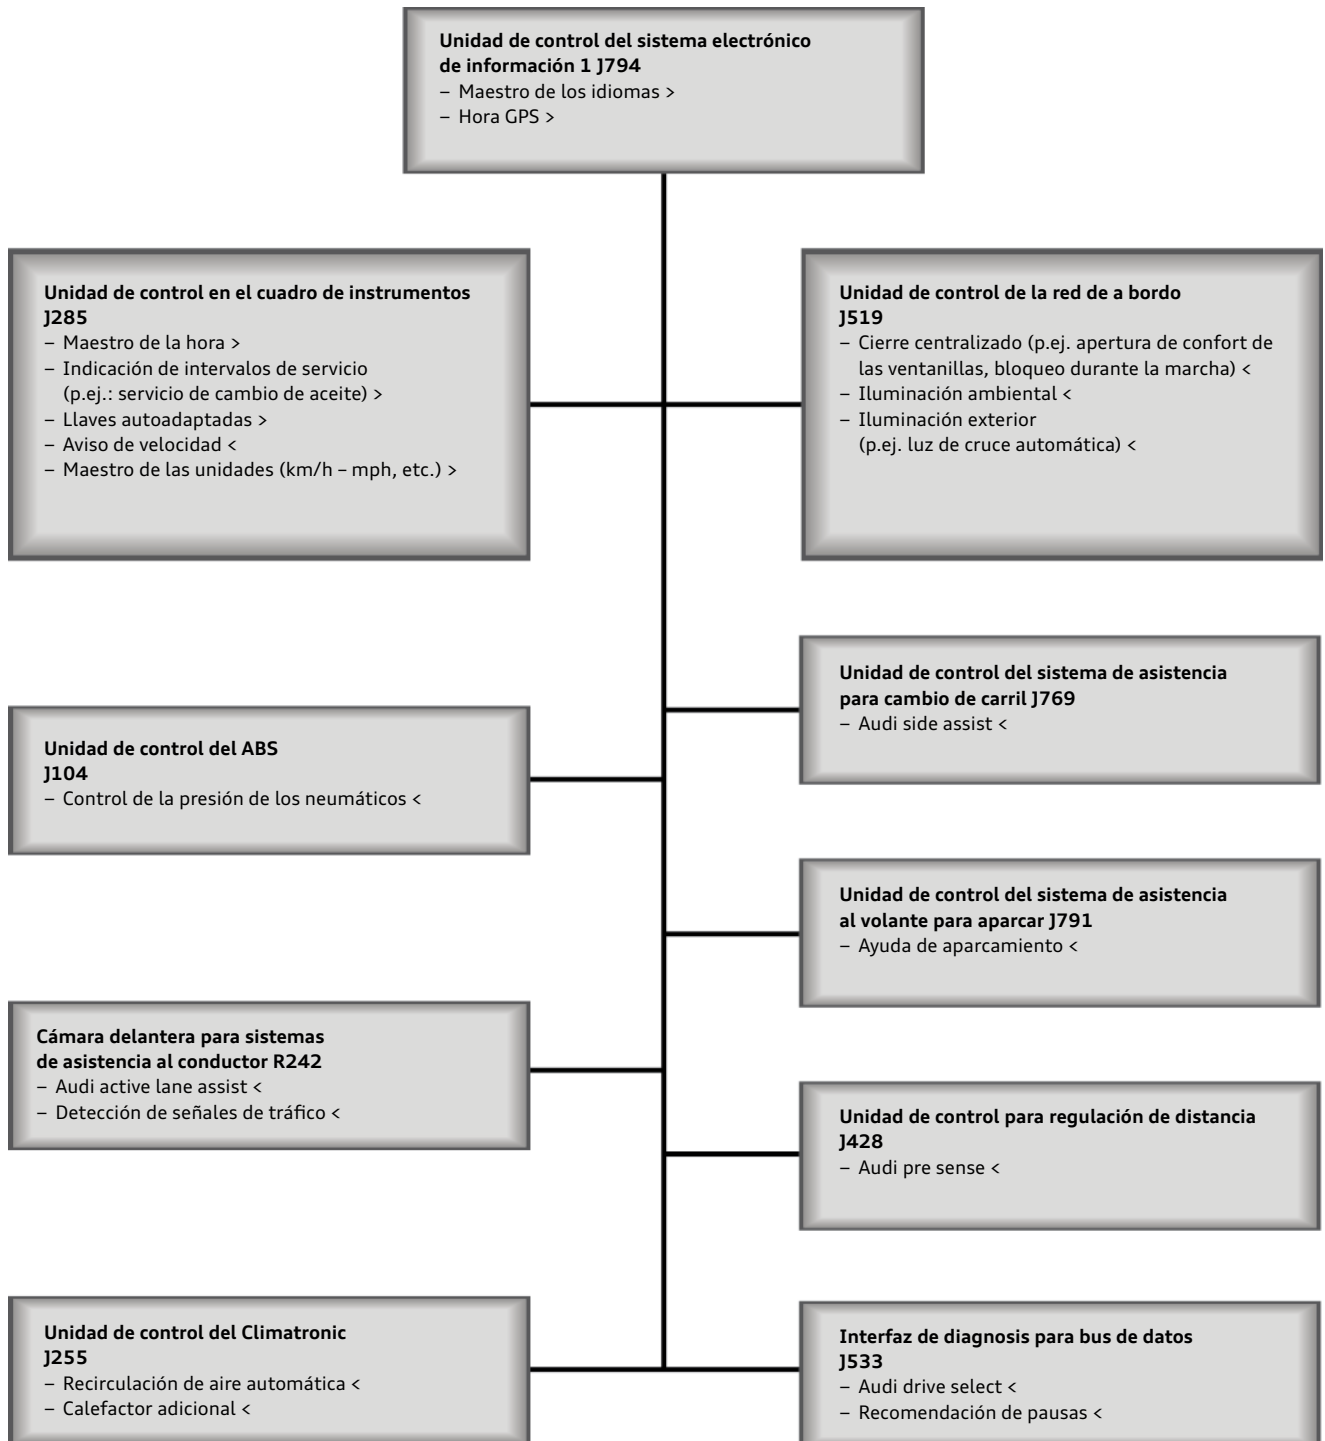 Unidad de control del sistema electrónico
de información 1 J794
– Maestro de los idiomas >
– Hora GPS >
Unidad de control en el cuadro de instrumentos
J285
– Maestro de la hora >
– Indicación de intervalos de servicio
(p.ej.: servicio de cambio de aceite) >
– Llaves autoadaptadas >
– Aviso de velocidad <
– Maestro de las unidades (km/h – mph, etc.) >
Unidad de control de la red de a bordo
J519
– Cierre centralizado (p.ej. apertura de confort de
las ventanillas, bloqueo durante la marcha) <
– Iluminación ambiental <
– Iluminación exterior
(p.ej. luz de cruce automática) <
Unidad de control del sistema de asistencia
para cambio de carril J769
– Audi side assist <
Unidad de control del ABS
J104
– Control de la presión de los neumáticos <
Unidad de control del sistema de asistencia
al volante para aparcar J791
– Ayuda de aparcamiento <
Cámara delantera para sistemas
de asistencia al conductor R242
– Audi active lane assist <
– Detección de señales de tráfico <
Unidad de control para regulación de distancia
J428
– Audi pre sense <
Unidad de control del Climatronic
J255
– Recirculación de aire automática <
– Calefactor adicional <
Interfaz de diagnosis para bus de datos
J533
– Audi drive select <
– Recomendación de pausas <